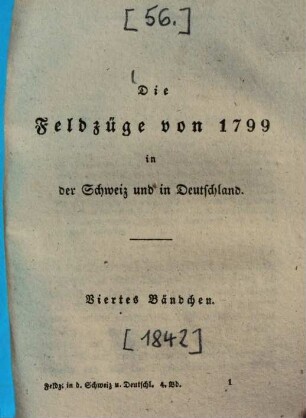 [56.]
Die
Feldzüge von 1799
in
der Schweiz und in Deutschland.
Viertes Bändchen.
[1842]
Feldz. in d. Schweiz u. Deutschl. 4. Bd. 1